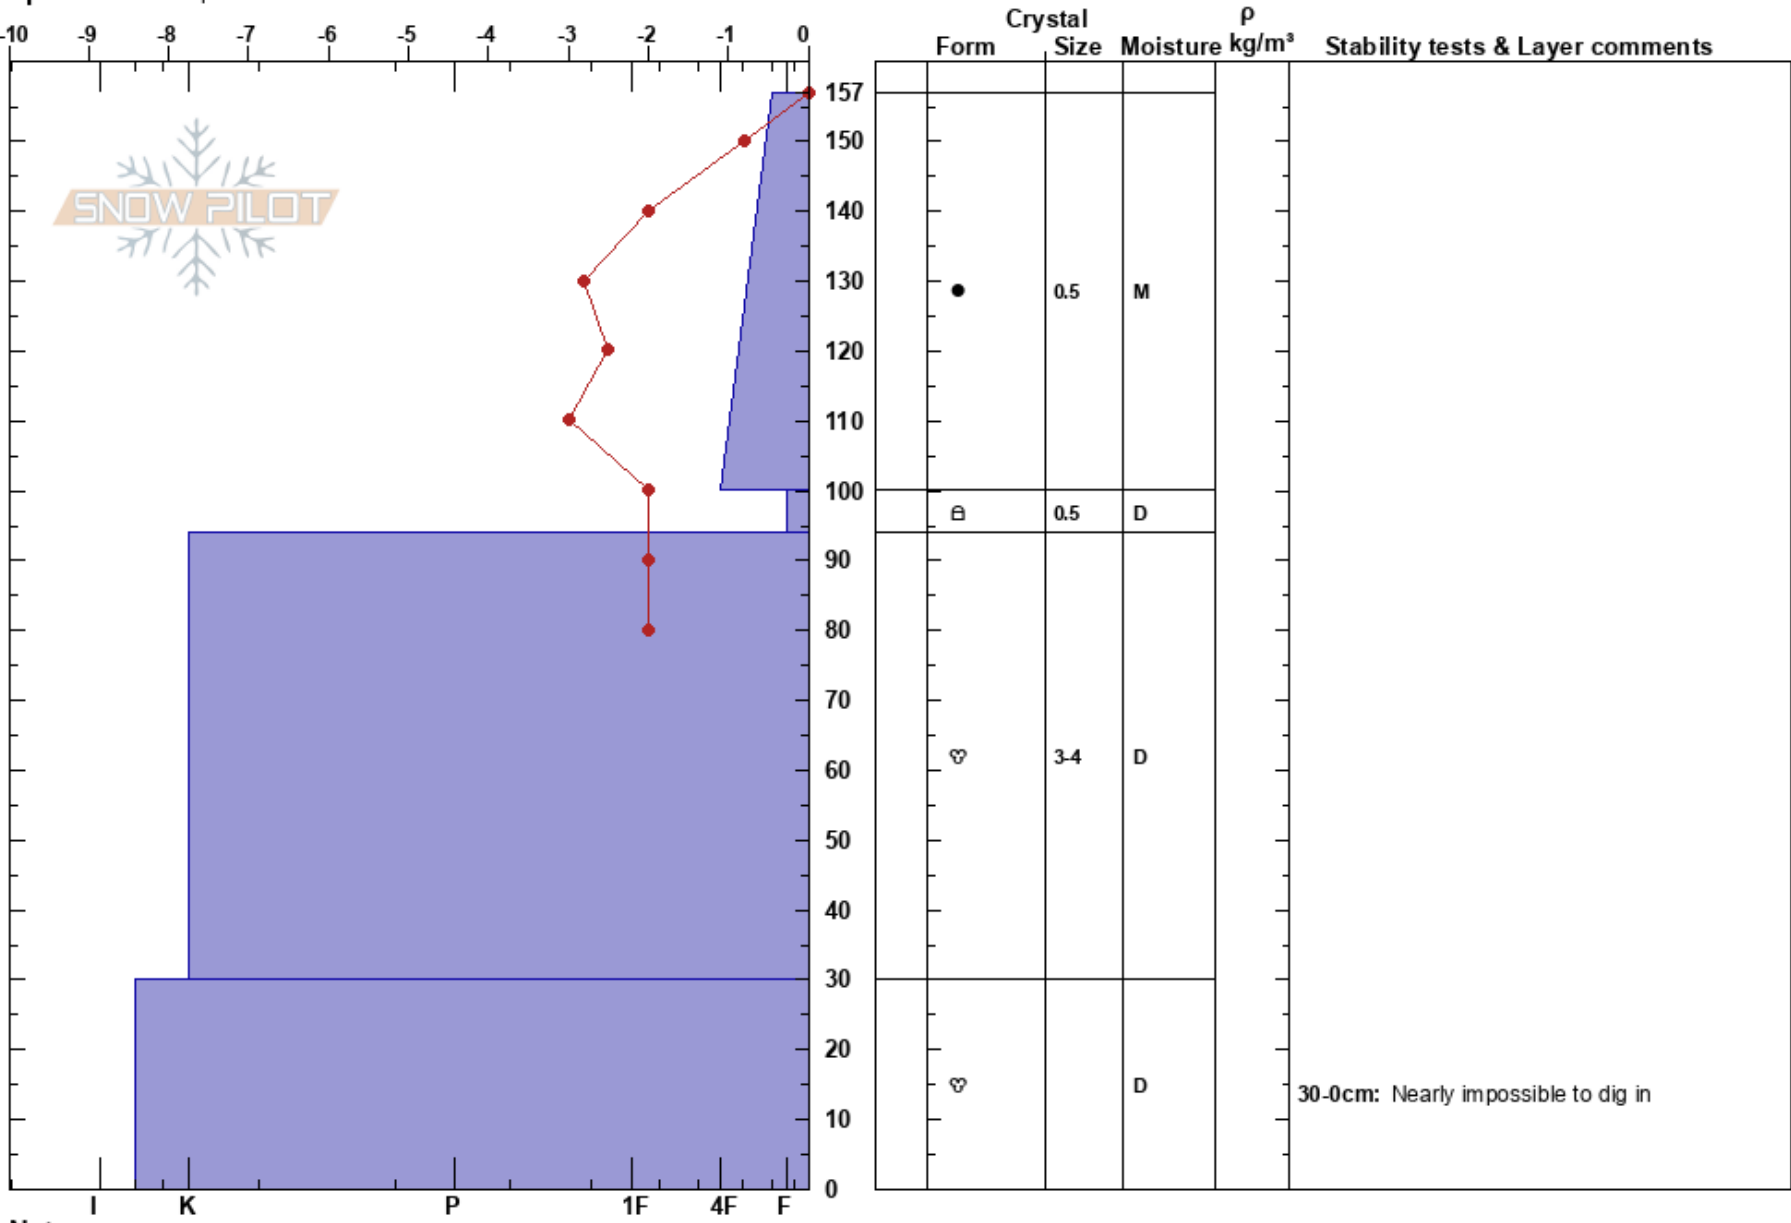 Crystal ρ
-10 -9 -8 -7 -6 -5 -4 -3 -2 -1 0 Form Size Moisture kg/m³ Stability tests & Layer comments
157
150
SNOW PILOT
140
130
0.5 M
120
110
100
0.5 D
90
80
70
60
3-4 D
50
40
30
20
D
30-0cm: Nearly impossible to dig in
10
0
I K P 1F 4F F